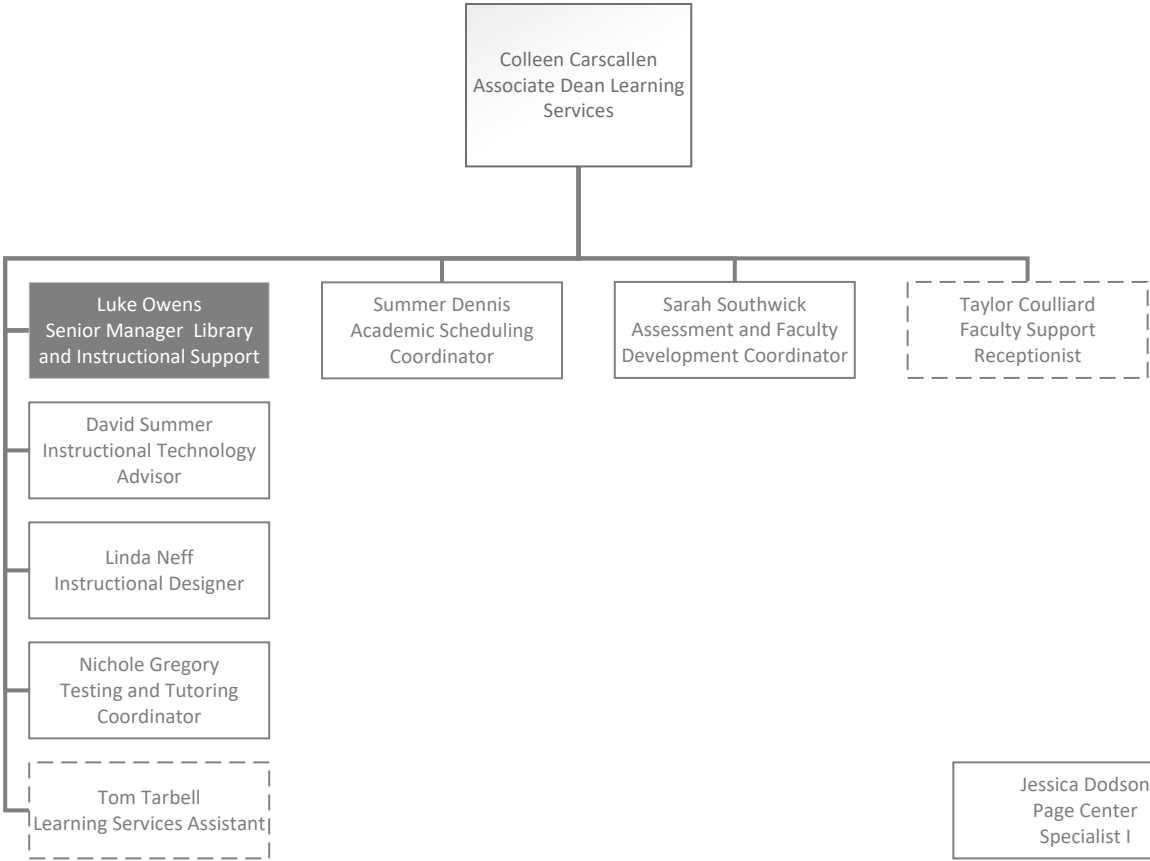 Colleen Carscallen
Associate Dean Learning
Services
Luke Owens
Senior Manager Library
and Instructional Support
Summer Dennis
Academic Scheduling
Coordinator
Sarah Southwick
Assessment and Faculty
Development Coordinator
Taylor Coulliard
Faculty Support
Receptionist
David Summer
Instructional Technology
Advisor
Linda Neff
Instructional Designer
Nichole Gregory
Testing and Tutoring
Coordinator
Tom Tarbell
Learning Services Assistant
Jessica Dodson
Page Center
Specialist I